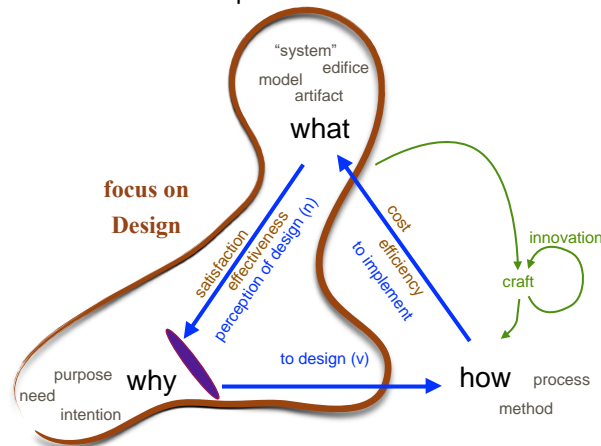 “system”
edifice
model
artifact
what
focus on
Design
satisfaction
effectiveness
perception of design (n)
cost
efficiency
to implement
innovation
craft
to design (v)
why
purpose
need
intention
how
process
method